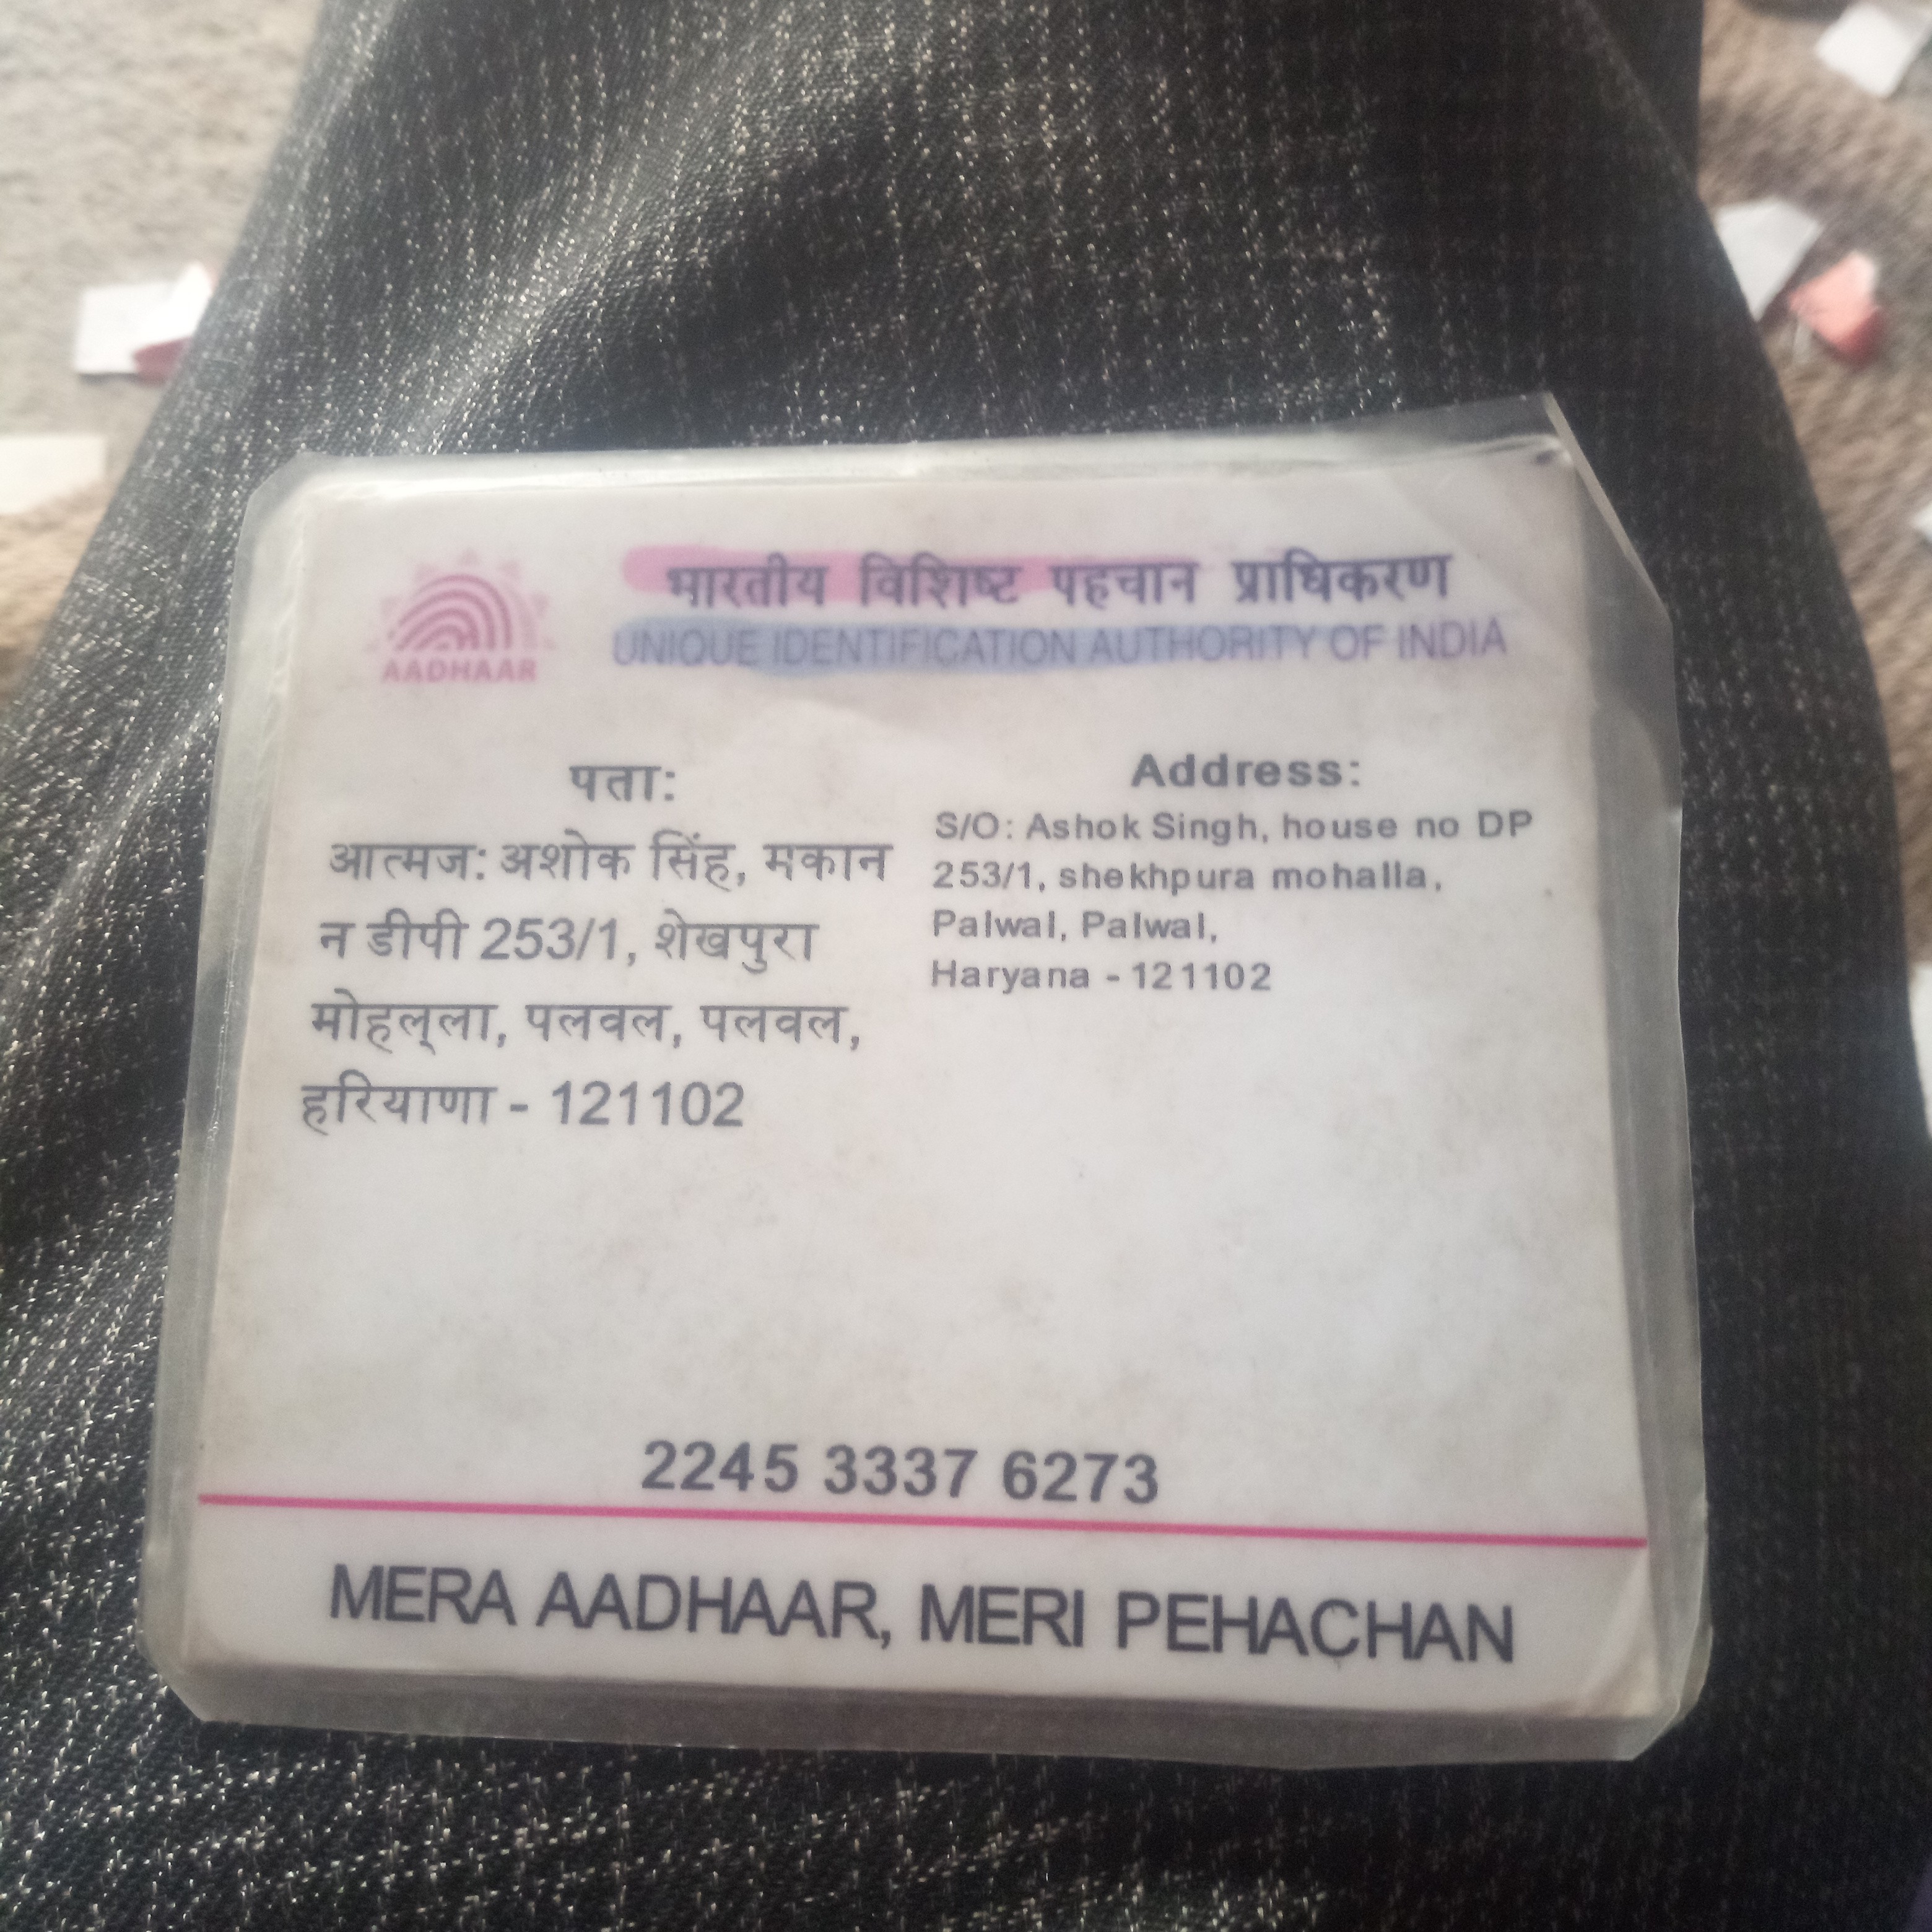 भारतीय विशिष्ट पहचान प्राधिकरण
UNIQUE IDENTIFICATION AUTHORITY OF INDIA
AADHAAR
पता:
आत्मज: अशोक सिंह, मकान
न डीपी 253/1, शेखपुरा
मोहल्ला, पलवल, पलवल,
हरियाणा - 121102
Address:
S/O: Ashok Singh, house no DP
253/1, shekhpura mohalla,
Palwal, Palwal,
Haryana - 121102
2245 3337 6273
MERA AADHAAR, MERI PEHACHAN